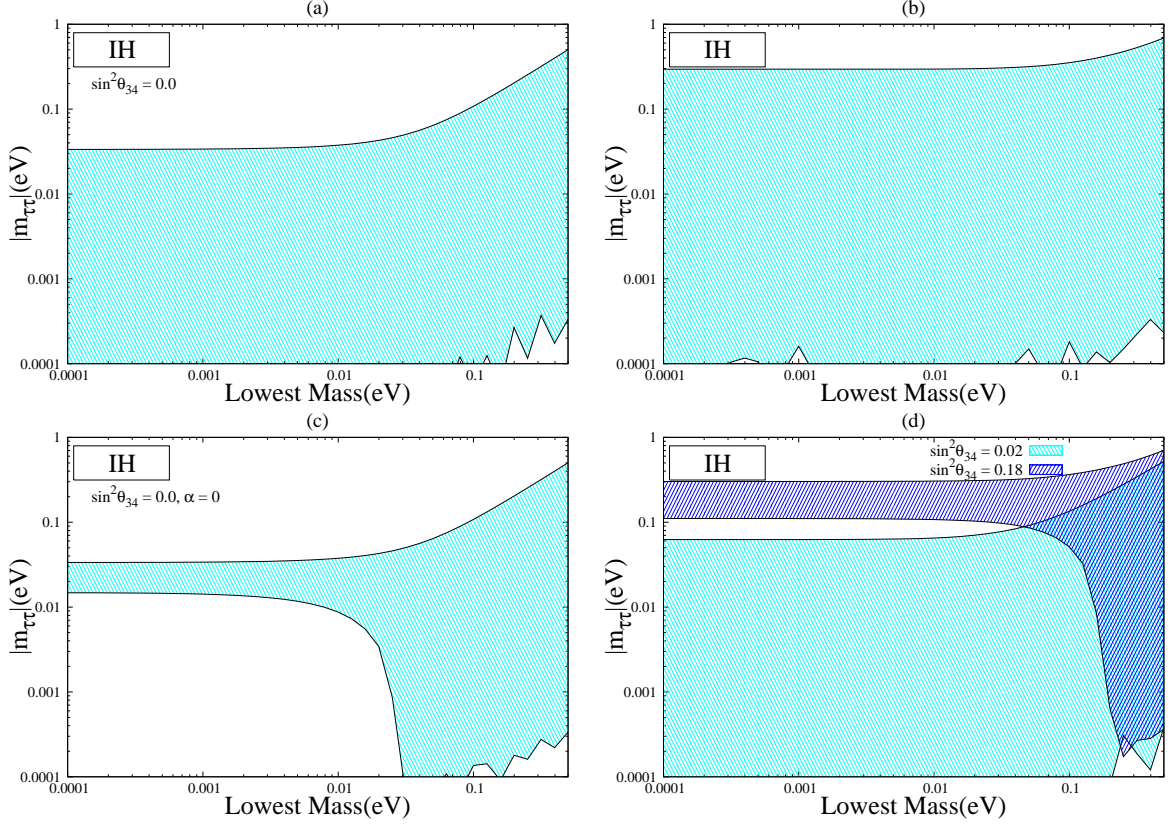 (a)
1
IH
sin²θ₃₄ = 0.0
0.1
0.01
0.001
0.0001
|m_ττ|(eV)
0.0001 0.001 0.01 0.1
Lowest Mass(eV)
(b)
1
IH
0.1
0.01
0.001
0.0001
|m_ττ|(eV)
0.0001 0.001 0.01 0.1
Lowest Mass(eV)
(c)
1
IH
sin²θ₃₄ = 0.0, α = 0
0.1
0.01
0.001
0.0001
|m_ττ|(eV)
0.0001 0.001 0.01 0.1
Lowest Mass(eV)
(d)
1
IH
sin²θ₃₄ = 0.02
sin²θ₃₄ = 0.18
0.1
0.01
0.001
0.0001
|m_ττ|(eV)
0.0001 0.001 0.01 0.1
Lowest Mass(eV)